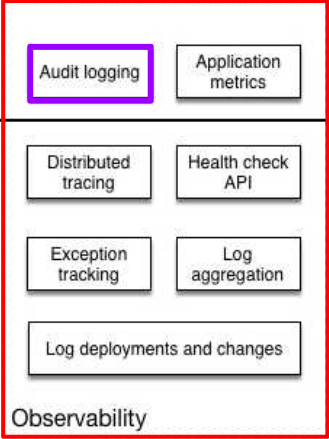 Audit logging
Application
metrics
Distributed
tracing
Health check
API
Exception
tracking
Log
aggregation
Log deployments and changes
Observability